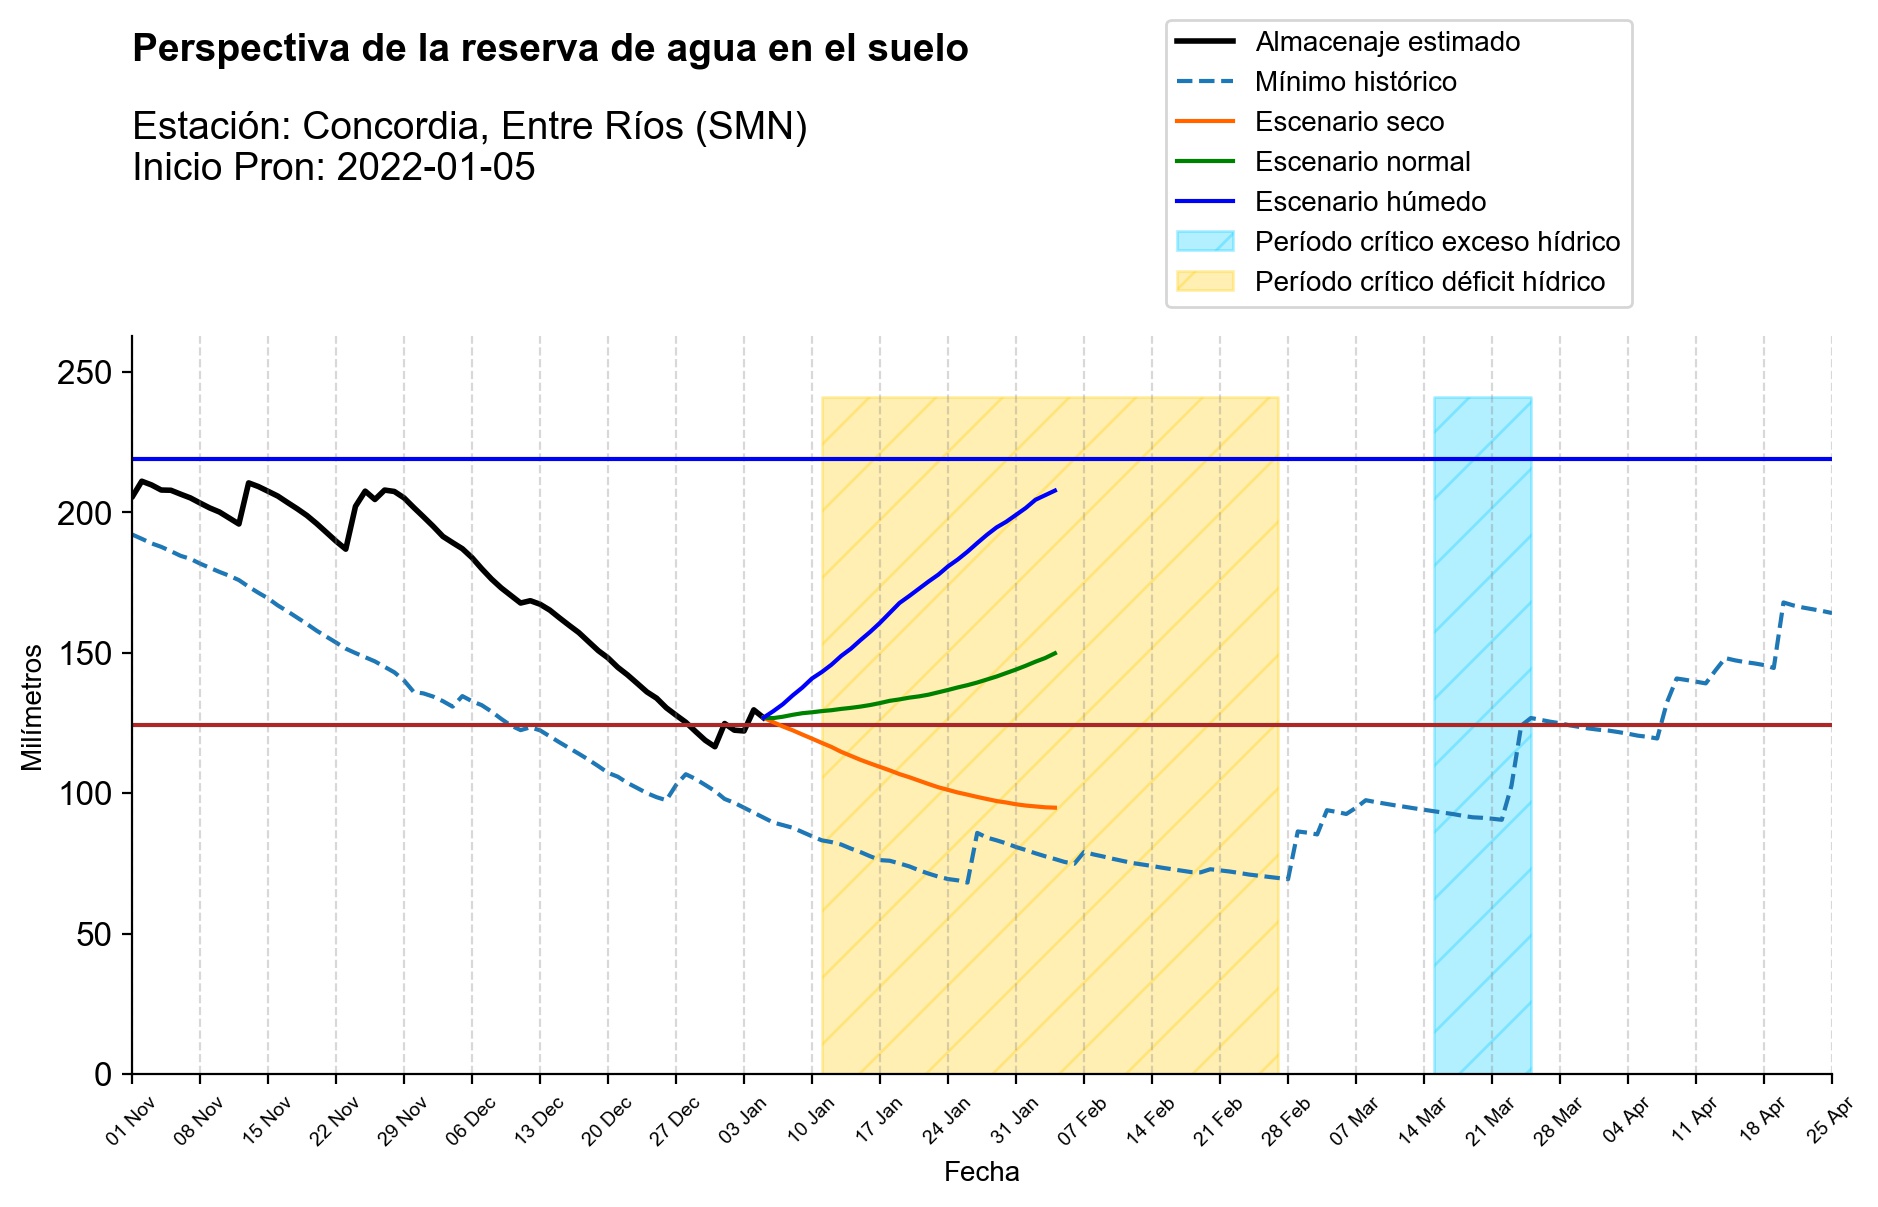 Perspectiva de la reserva de agua en el suelo
Estación: Concordia, Entre Ríos (SMN)
Inicio Pron: 2022-01-05
Almacenaje estimado
Mínimo histórico
Escenario seco
Escenario normal
Escenario húmedo
Período crítico exceso hídrico
Período crítico déficit hídrico
250
200
150
100
50
0
Milímetros
01 Nov
08 Nov
15 Nov
22 Nov
29 Nov
06 Dec
13 Dec
20 Dec
27 Dec
03 Jan
10 Jan
17 Jan
24 Jan
31 Jan
07 Feb
14 Feb
21 Feb
28 Feb
07 Mar
14 Mar
21 Mar
28 Mar
04 Apr
11 Apr
18 Apr
25 Apr
Fecha